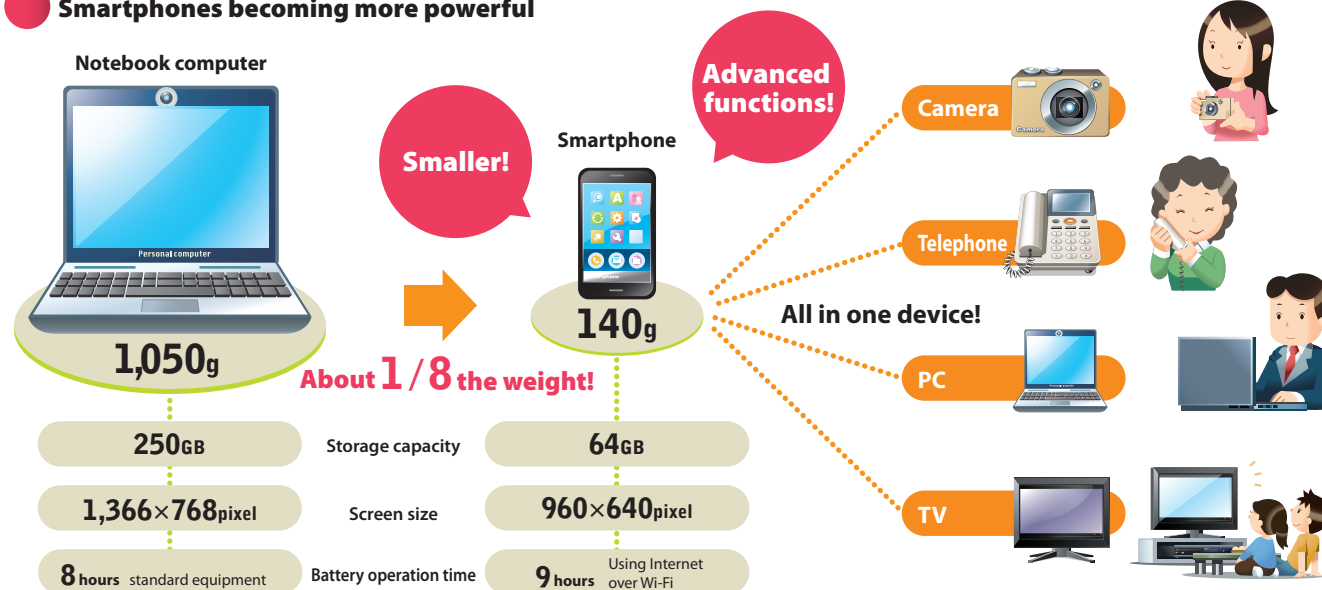 Smartphones becoming more powerful
Notebook computer
Personal computer
1,050g
Smaller!
About 1/8 the weight!
Smartphone
140g
Advanced
functions!
All in one device!
Camera
Camera
Telephone
PC
TV
250GB Storage capacity 64GB
1,366×768pixel Screen size 960×640pixel
8 hours standard equipment Battery operation time 9 hours Using Internet
over Wi-Fi